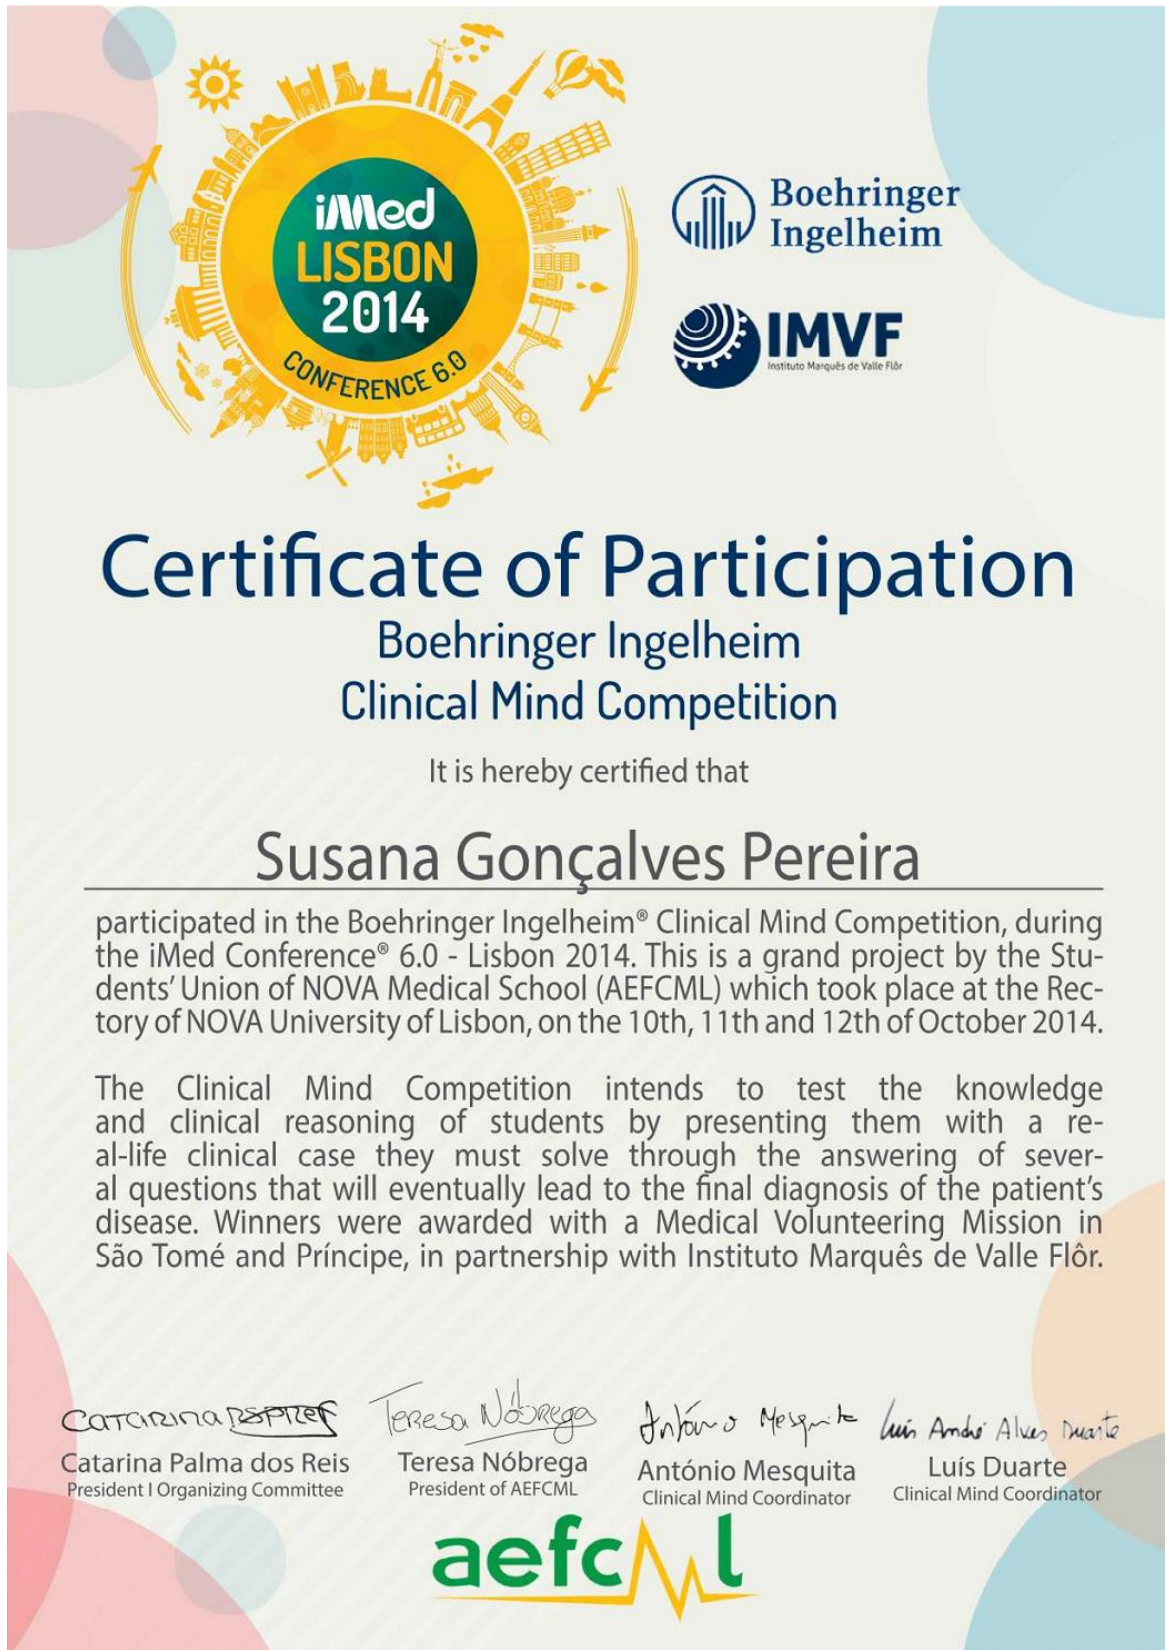 iMed
LISBON
2014
CONFERENCE 6.0
Boehringer
Ingelheim
IMVF
Instituto Marquês de Valle Flôr
Certificate of Participation
Boehringer Ingelheim
Clinical Mind Competition
It is hereby certified that
Susana Gonçalves Pereira
participated in the Boehringer Ingelheim® Clinical Mind Competition, during
the iMed Conference® 6.0 - Lisbon 2014. This is a grand project by the Stu-
dents' Union of NOVA Medical School (AEFCML) which took place at the Rec-
tory of NOVA University of Lisbon, on the 10th, 11th and 12th of October 2014.
The Clinical Mind Competition intends to test the knowledge
and clinical reasoning of students by presenting them with a re-
al-life clinical case they must solve through the answering of sever-
al questions that will eventually lead to the final diagnosis of the patient's
disease. Winners were awarded with a Medical Volunteering Mission in
São Tomé and Príncipe, in partnership with Instituto Marquês de Valle Flôr.
Catarina
Teresa Nóbrega
António Mesquita
Luís André Alves Duarte
Catarina Palma dos Reis
President I Organizing Committee
Teresa Nóbrega
President of AEFCML
António Mesquita
Clinical Mind Coordinator
Luís Duarte
Clinical Mind Coordinator
aefcml